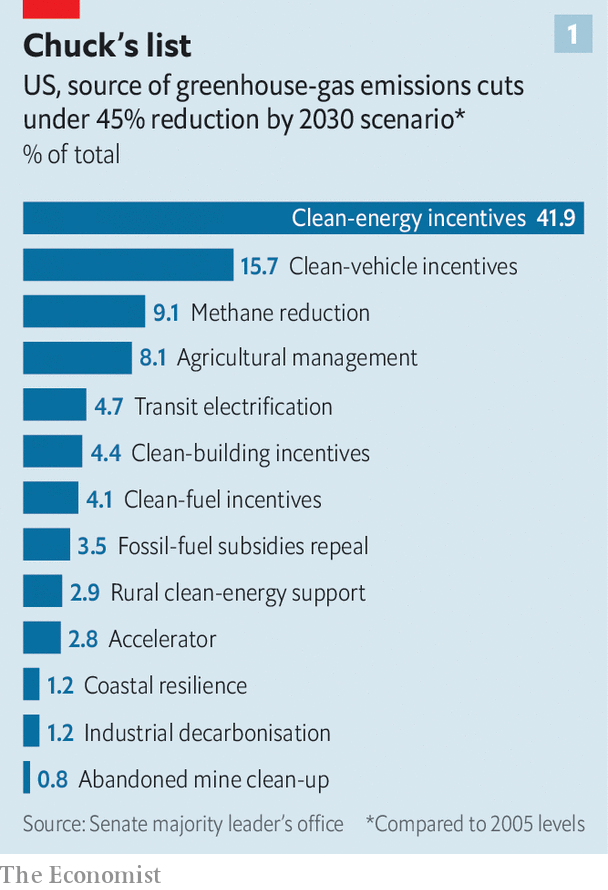 Chuck's list
1
US, source of greenhouse-gas emissions cuts
under 45% reduction by 2030 scenario*
% of total
Clean-energy incentives 41.9
15.7 Clean-vehicle incentives
9.1 Methane reduction
8.1 Agricultural management
4.7 Transit electrification
4.4 Clean-building incentives
4.1 Clean-fuel incentives
3.5 Fossil-fuel subsidies repeal
2.9 Rural clean-energy support
2.8 Accelerator
1.2 Coastal resilience
1.2 Industrial decarbonisation
0.8 Abandoned mine clean-up
Source: Senate majority leader's office *Compared to 2005 levels
The Economist